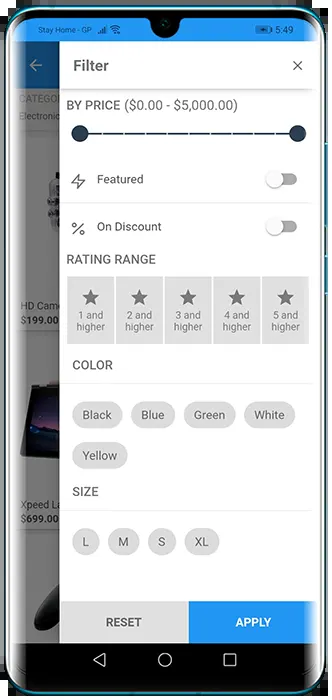 Stay Home - GP
5:49
Filter
CATEGO
Electronic
BY PRICE ($0.00 - $5,000.00)
Featured
On Discount
RATING RANGE
1 and higher
2 and higher
3 and higher
4 and higher
5 and higher
HD Came
$199.00
COLOR
Black
Blue
Green
White
Yellow
Xpeed La
$699.00
SIZE
L
M
S
XL
RESET
APPLY